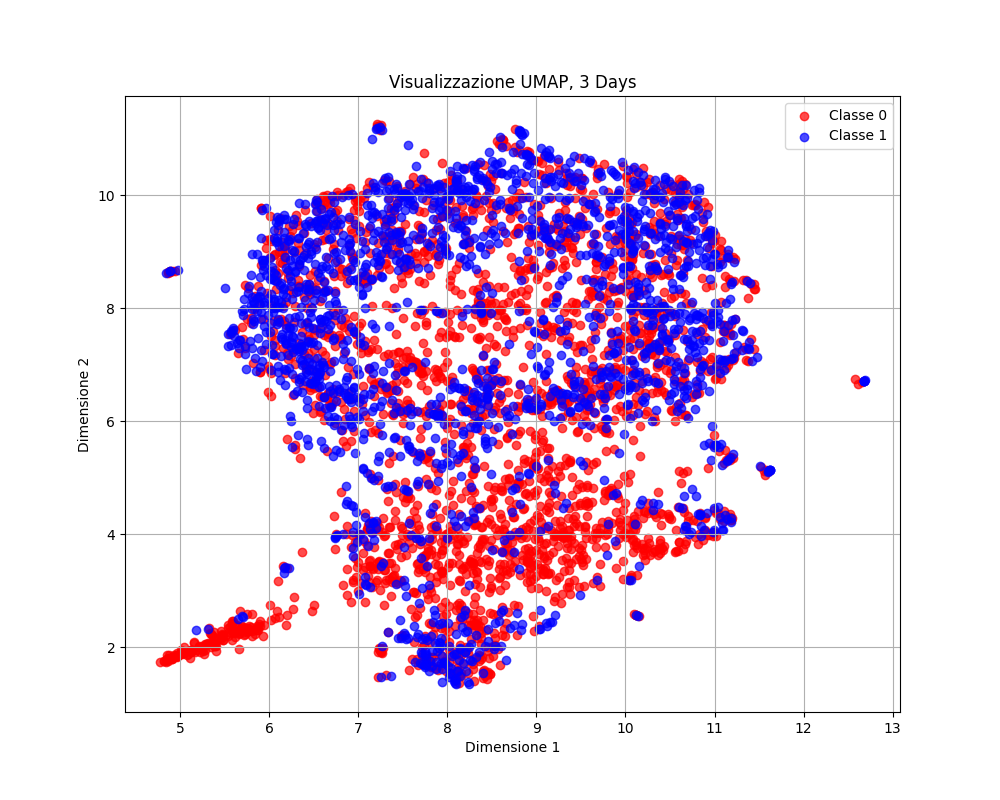 Visualizzazione UMAP, 3 Days
Classe 0
Classe 1
10
8
6
4
2
Dimensione 2
5 6 7 8 9 10 11 12 13
Dimensione 1